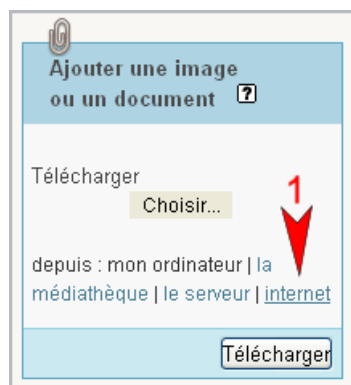 Ajouter une image
ou un document ?
Télécharger
Choisir...
1
depuis : mon ordinateur | la
médiathèque | le serveur | internet
Télécharger